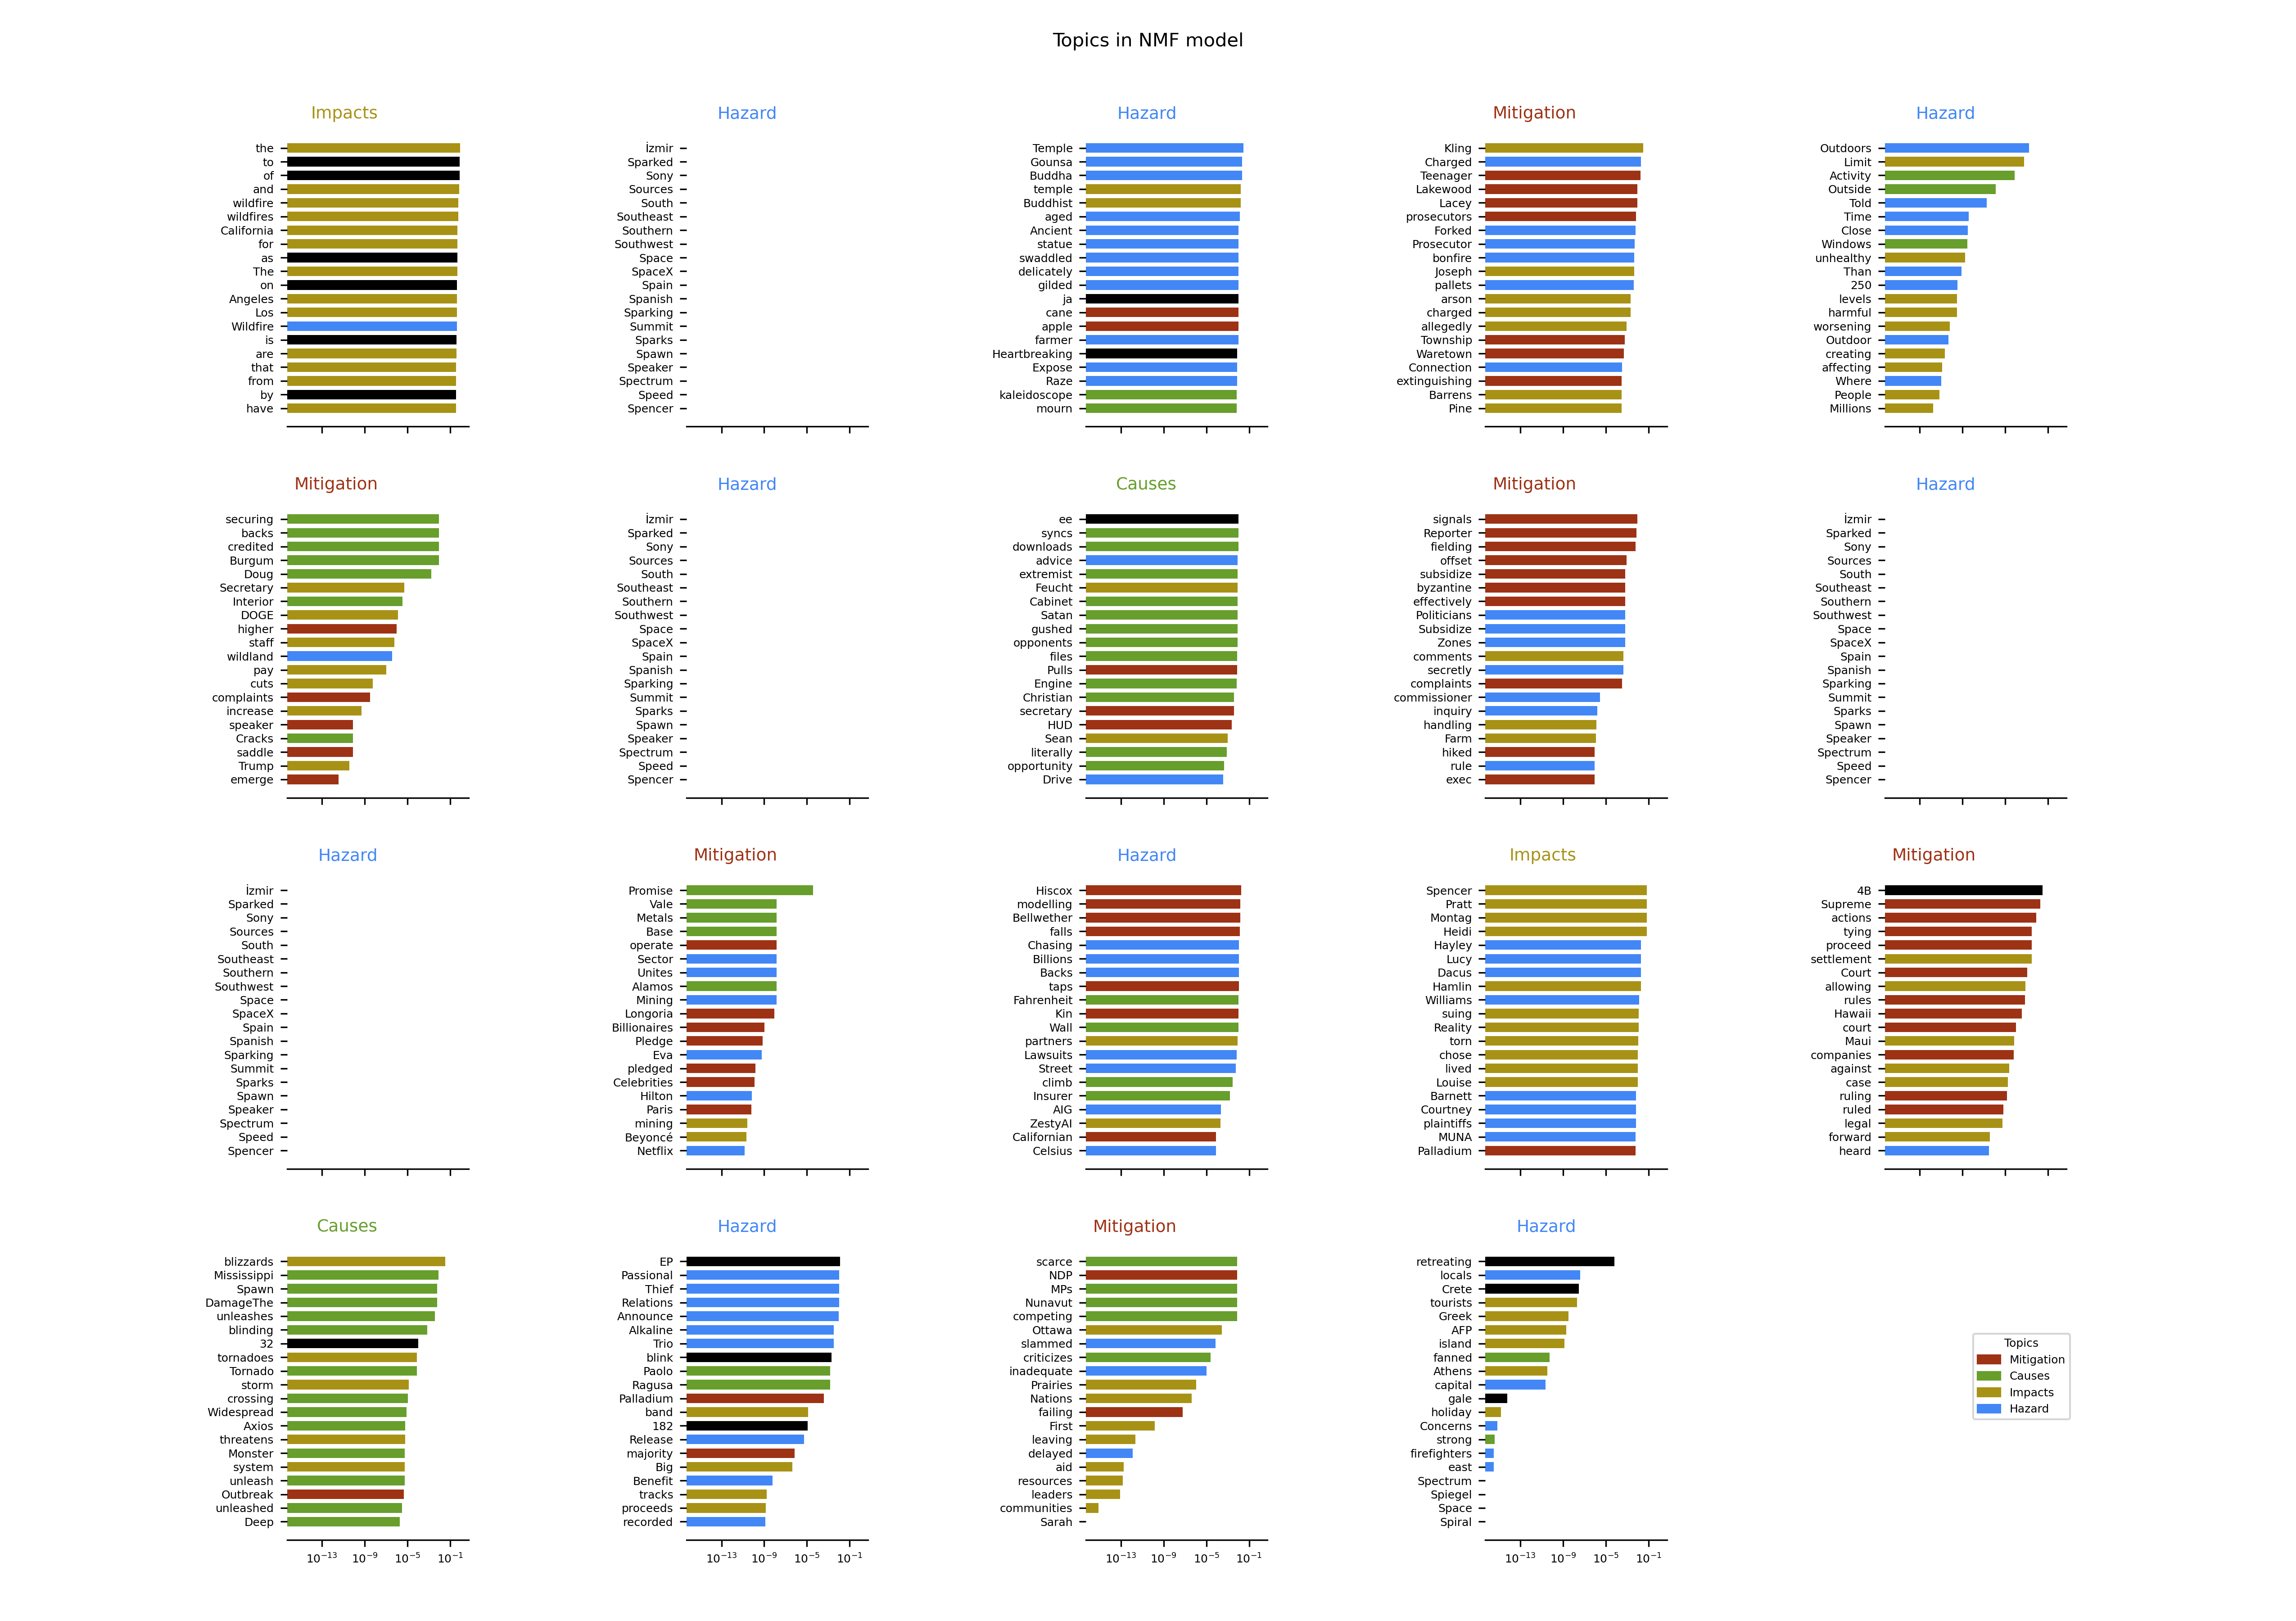 Topics in NMF model
Impacts
the
to
of
and
wildfire
wildfires
California
for
as
The
on
Angeles
Los
Wildfire
is
are
that
from
by
have
Hazard
İzmir
Sparked
Sony
Sources
South
Southeast
Southern
Southwest
Space
SpaceX
Spain
Spanish
Sparking
Summit
Sparks
Spawn
Speaker
Spectrum
Speed
Spencer
Hazard
Temple
Gounsa
Buddha
temple
Buddhist
aged
Ancient
statue
swaddled
delicately
gilded
ja
cane
apple
farmer
Heartbreaking
Expose
Raze
kaleidoscope
mourn
Mitigation
Kling
Charged
Teenager
Lakewood
Lacey
prosecutors
Forked
Prosecutor
bonfire
Joseph
pallets
arson
charged
allegedly
Township
Waretown
Connection
extinguishing
Barrens
Pine
Hazard
Outdoors
Limit
Activity
Outside
Told
Time
Close
Windows
unhealthy
Than
250
levels
harmful
worsening
Outdoor
creating
affecting
Where
People
Millions
Mitigation
securing
backs
credited
Burgum
Doug
Secretary
Interior
DOGE
higher
staff
wildland
pay
cuts
complaints
increase
speaker
Cracks
saddle
Trump
emerge
Hazard
İzmir
Sparked
Sony
Sources
South
Southeast
Southern
Southwest
Space
SpaceX
Spain
Spanish
Sparking
Summit
Sparks
Spawn
Speaker
Spectrum
Speed
Spencer
Causes
ee
syncs
downloads
advice
extremist
Feucht
Cabinet
Satan
gushed
opponents
files
Pulls
Engine
Christian
secretary
HUD
Sean
literally
opportunity
Drive
Mitigation
signals
Reporter
fielding
offset
subsidize
byzantine
effectively
Politicians
Subsidize
Zones
comments
secretly
complaints
commissioner
inquiry
handling
Farm
hiked
rule
exec
Hazard
İzmir
Sparked
Sony
Sources
South
Southeast
Southern
Southwest
Space
SpaceX
Spain
Spanish
Sparking
Summit
Sparks
Spawn
Speaker
Spectrum
Speed
Spencer
Hazard
İzmir
Sparked
Sony
Sources
South
Southeast
Southern
Southwest
Space
SpaceX
Spain
Spanish
Sparking
Summit
Sparks
Spawn
Speaker
Spectrum
Speed
Spencer
Mitigation
Promise
Vale
Metals
Base
operate
Sector
Unites
Alamos
Mining
Longoria
Billionaires
Pledge
Eva
pledged
Celebrities
Hilton
Paris
mining
Beyoncé
Netflix
Hazard
Hiscox
modelling
Bellwether
falls
Chasing
Billions
Backs
taps
Fahrenheit
Kin
Wall
partners
Lawsuits
Street
climb
Insurer
AIG
ZestyAI
Californian
Celsius
Impacts
Spencer
Pratt
Montag
Heidi
Hayley
Lucy
Dacus
Hamlin
Williams
suing
Reality
torn
chose
lived
Louise
Barnett
Courtney
plaintiffs
MUNA
Palladium
Mitigation
4B
Supreme
actions
tying
proceed
settlement
Court
allowing
rules
Hawaii
court
Maui
companies
against
case
ruling
ruled
legal
forward
heard
Causes
blizzards
Mississippi
Spawn
DamageThe
unleashes
blinding
32
tornadoes
Tornado
storm
crossing
Widespread
Axios
threatens
Monster
system
unleash
Outbreak
unleashed
Deep
10⁻¹³ 10⁻⁹ 10⁻⁵ 10⁻¹
Hazard
EP
Passional
Thief
Relations
Announce
Alkaline
Trio
blink
Paolo
Ragusa
Palladium
band
182
Release
majority
Big
Benefit
tracks
proceeds
recorded
10⁻¹³ 10⁻⁹ 10⁻⁵ 10⁻¹
Mitigation
scarce
NDP
MPs
Nunavut
competing
Ottawa
slammed
criticizes
inadequate
Prairies
Nations
failing
First
leaving
delayed
aid
resources
leaders
communities
Sarah
10⁻¹³ 10⁻⁹ 10⁻⁵ 10⁻¹
Hazard
retreating
locals
Crete
tourists
Greek
AFP
island
fanned
Athens
capital
gale
holiday
Concerns
strong
firefighters
east
Spectrum
Spiegel
Space
Spiral
10⁻¹³ 10⁻⁹ 10⁻⁵ 10⁻¹
Topics
Mitigation
Causes
Impacts
Hazard